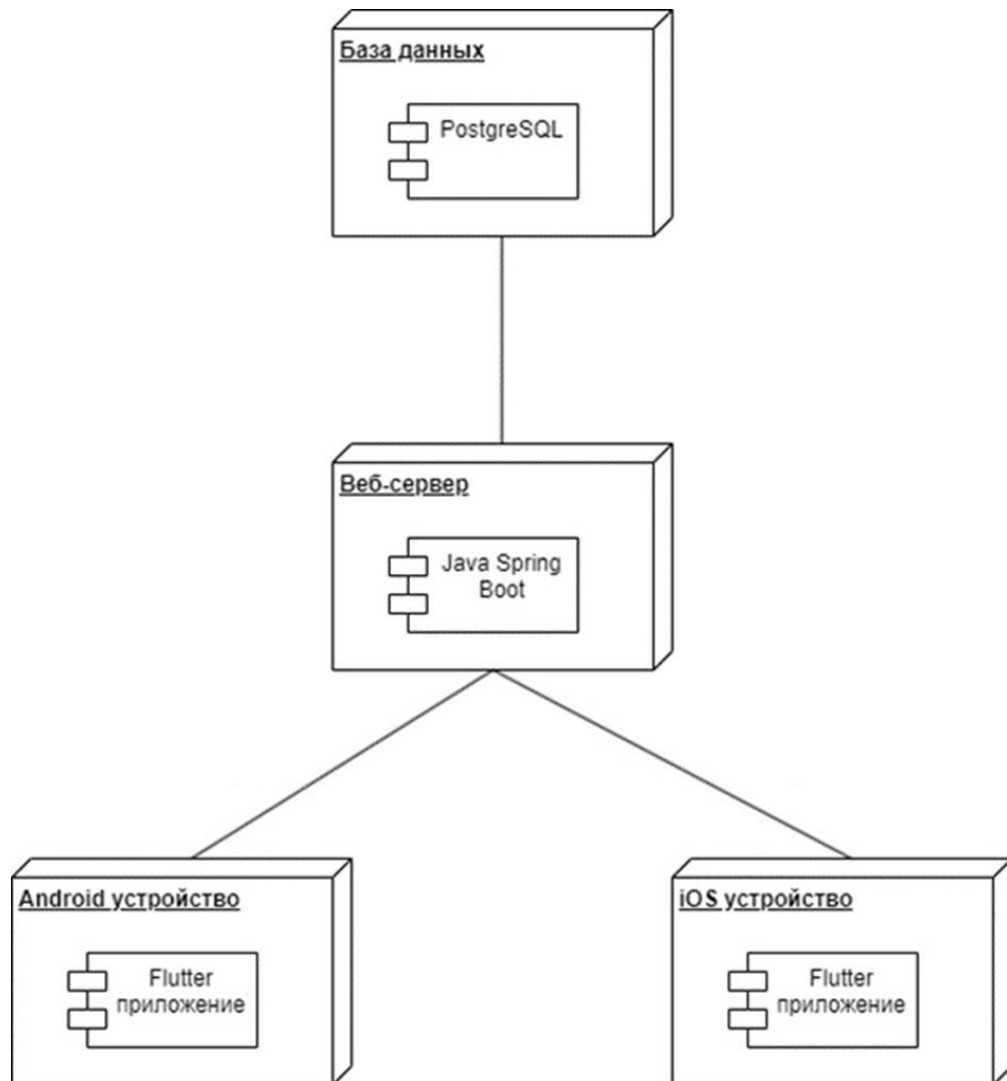 База данных
PostgreSQL
Веб-сервер
Java Spring
Boot
Android устройство
Flutter
приложение
iOS устройство
Flutter
приложение